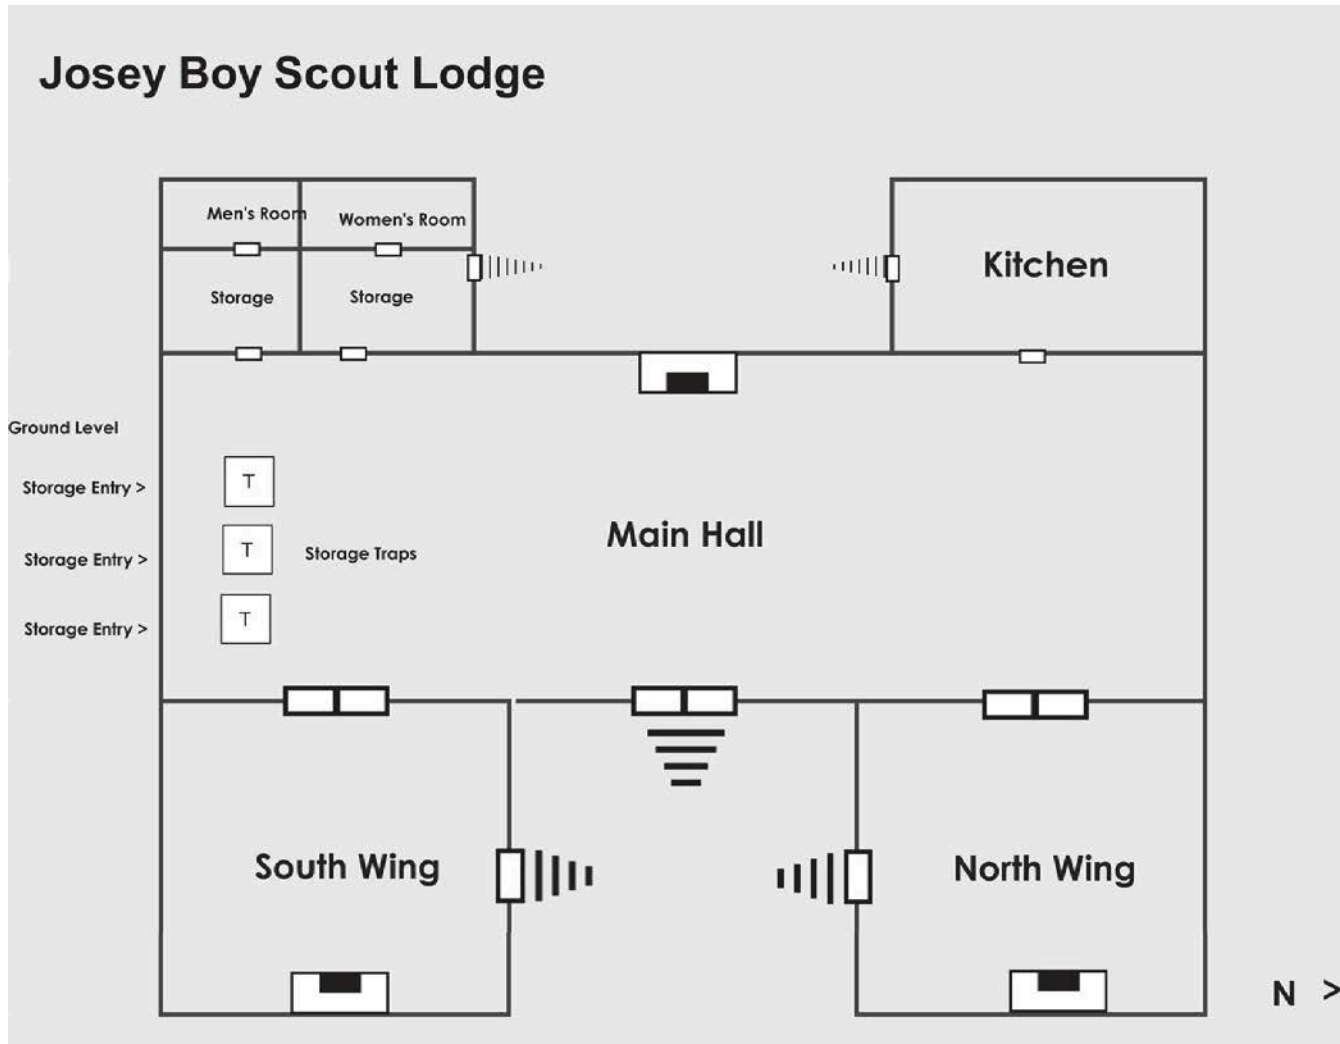 Josey Boy Scout Lodge
Men's Room
Women's Room
Kitchen
Storage
Storage
Ground Level
Storage Entry >
T
Main Hall
Storage Entry >
T
Storage Traps
Storage Entry >
T
South Wing
North Wing
N >